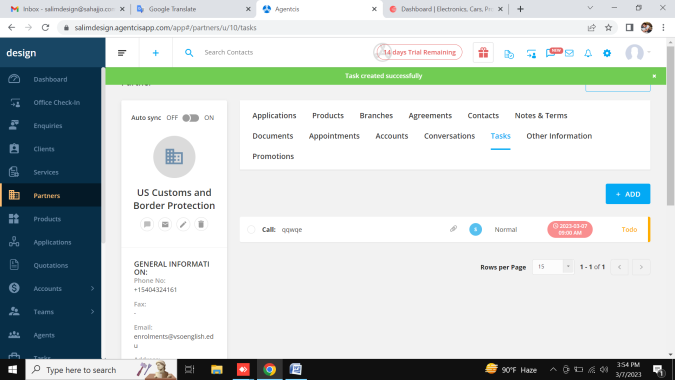 Inbox - salimdesign@sahajjo.com
Google Translate
Agentcis
Dashboard | Electronics, Cars, Pr
salimdesign.agentcisapp.com/app#/partners/u/10/tasks
design
Search Contacts
14 days Trial Remaining
NEW
Task created successfully
Dashboard
Office Check-In
Enquiries
Clients
Services
Partners
Products
Applications
Quotations
Accounts
Teams
Agents
Tasks
Auto sync OFF ON
US Customs and
Border Protection
GENERAL INFORMATI
ON:
Phone No:
+15404324161
Fax:
-
Email:
enrolments@vsoenglish.ed
u
Applications Products Branches Agreements Contacts Notes & Terms
Documents Appointments Accounts Conversations Tasks Other Information
Promotions
+ ADD
Call: qqwqe Normal 2023-03-07 09:00 AM Todo
Rows per Page 15 1 - 1 of 1
Type here to search
90°F Haze
3:54 PM
3/7/2023